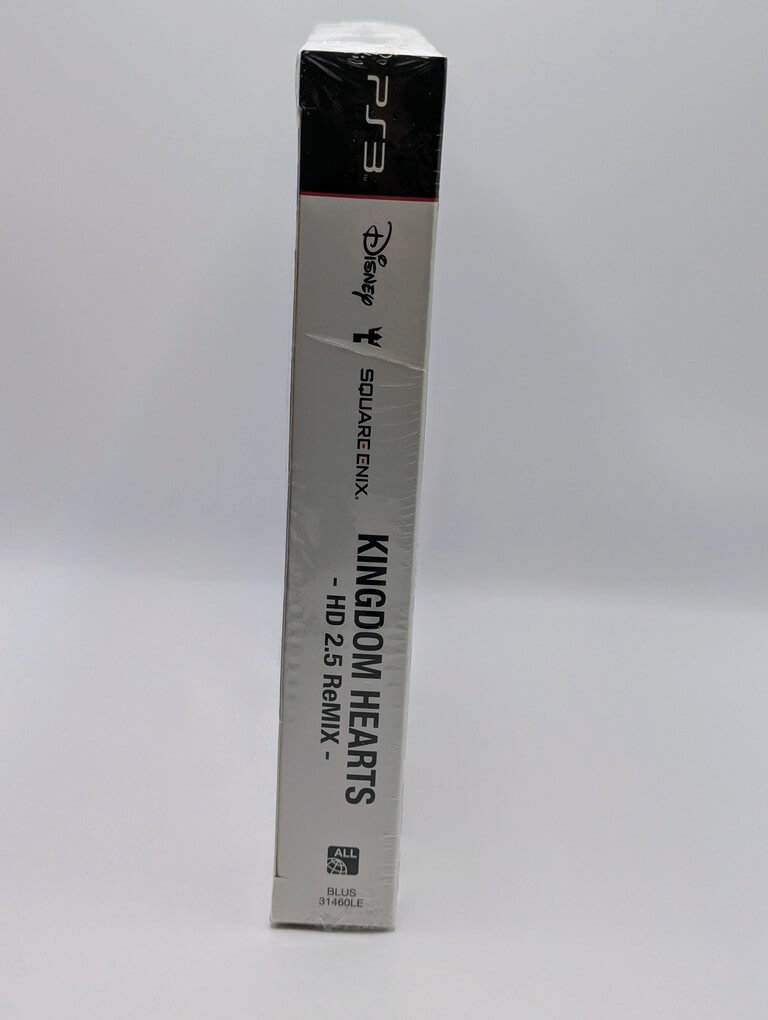 PS3
Disney
SQUARE ENIX®
KINGDOM HEARTS
- HD 2.5 ReMIX -
ALL
BLUS
31460LE